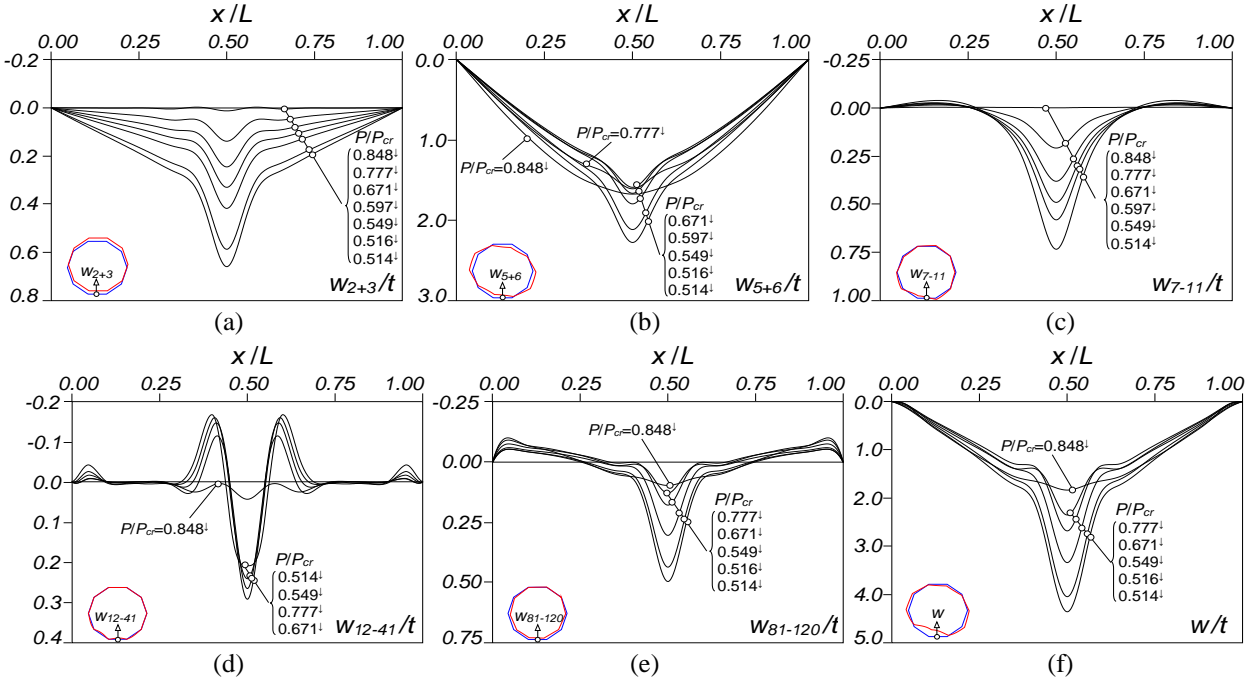 x/L
0.00 0.25 0.50 0.75 1.00
-0.2
0.0
0.2
0.4
0.6
0.8
P/Pcr
0.848↓
0.777↓
0.671↓
0.597↓
0.549↓
0.516↓
0.514↓
w2+3
w2+3/t
(a)
x/L
0.00 0.25 0.50 0.75 1.00
0.0
1.0
2.0
3.0
P/Pcr=0.777↓
P/Pcr=0.848↓
P/Pcr
0.671↓
0.597↓
0.549↓
0.516↓
0.514↓
w5+6
w5+6/t
(b)
x/L
0.00 0.25 0.50 0.75 1.00
-0.25
0.00
0.25
0.50
0.75
1.00
P/Pcr
0.848↓
0.777↓
0.671↓
0.597↓
0.549↓
0.514↓
w7-11
w7-11/t
(c)
x/L
0.00 0.25 0.50 0.75 1.00
-0.2
-0.1
0.0
0.1
0.2
0.3
0.4
P/Pcr=0.848↓
P/Pcr
0.514↓
0.549↓
0.777↓
0.671↓
w12-41
w12-41/t
(d)
x/L
0.00 0.25 0.50 0.75 1.00
-0.25
0.00
0.25
0.50
0.75
P/Pcr=0.848↓
P/Pcr
0.777↓
0.671↓
0.549↓
0.516↓
0.514↓
w81-120
w81-120/t
(e)
x/L
0.00 0.25 0.50 0.75 1.00
0.0
1.0
2.0
3.0
4.0
5.0
P/Pcr=0.848↓
P/Pcr
0.777↓
0.671↓
0.549↓
0.516↓
0.514↓
w
w/t
(f)